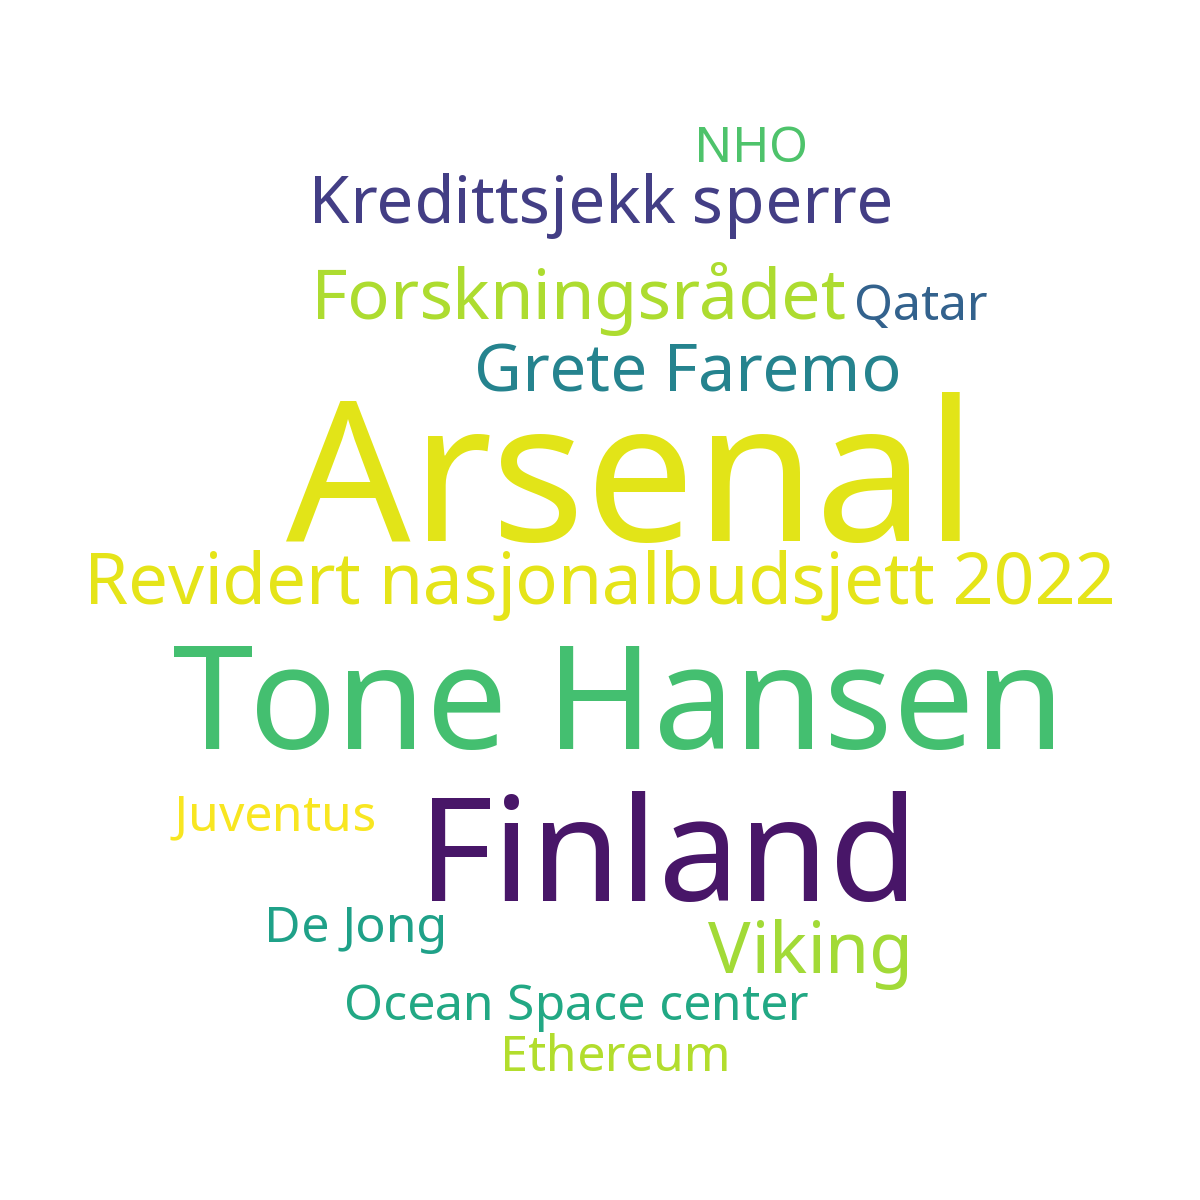 NHO
Kredittsjekk sperre
Forskningsrådet
Qatar
Grete Faremo
Arsenal
Revidert nasjonalbudsjett 2022
Tone Hansen
Juventus
Finland
De Jong
Viking
Ocean Space center
Ethereum